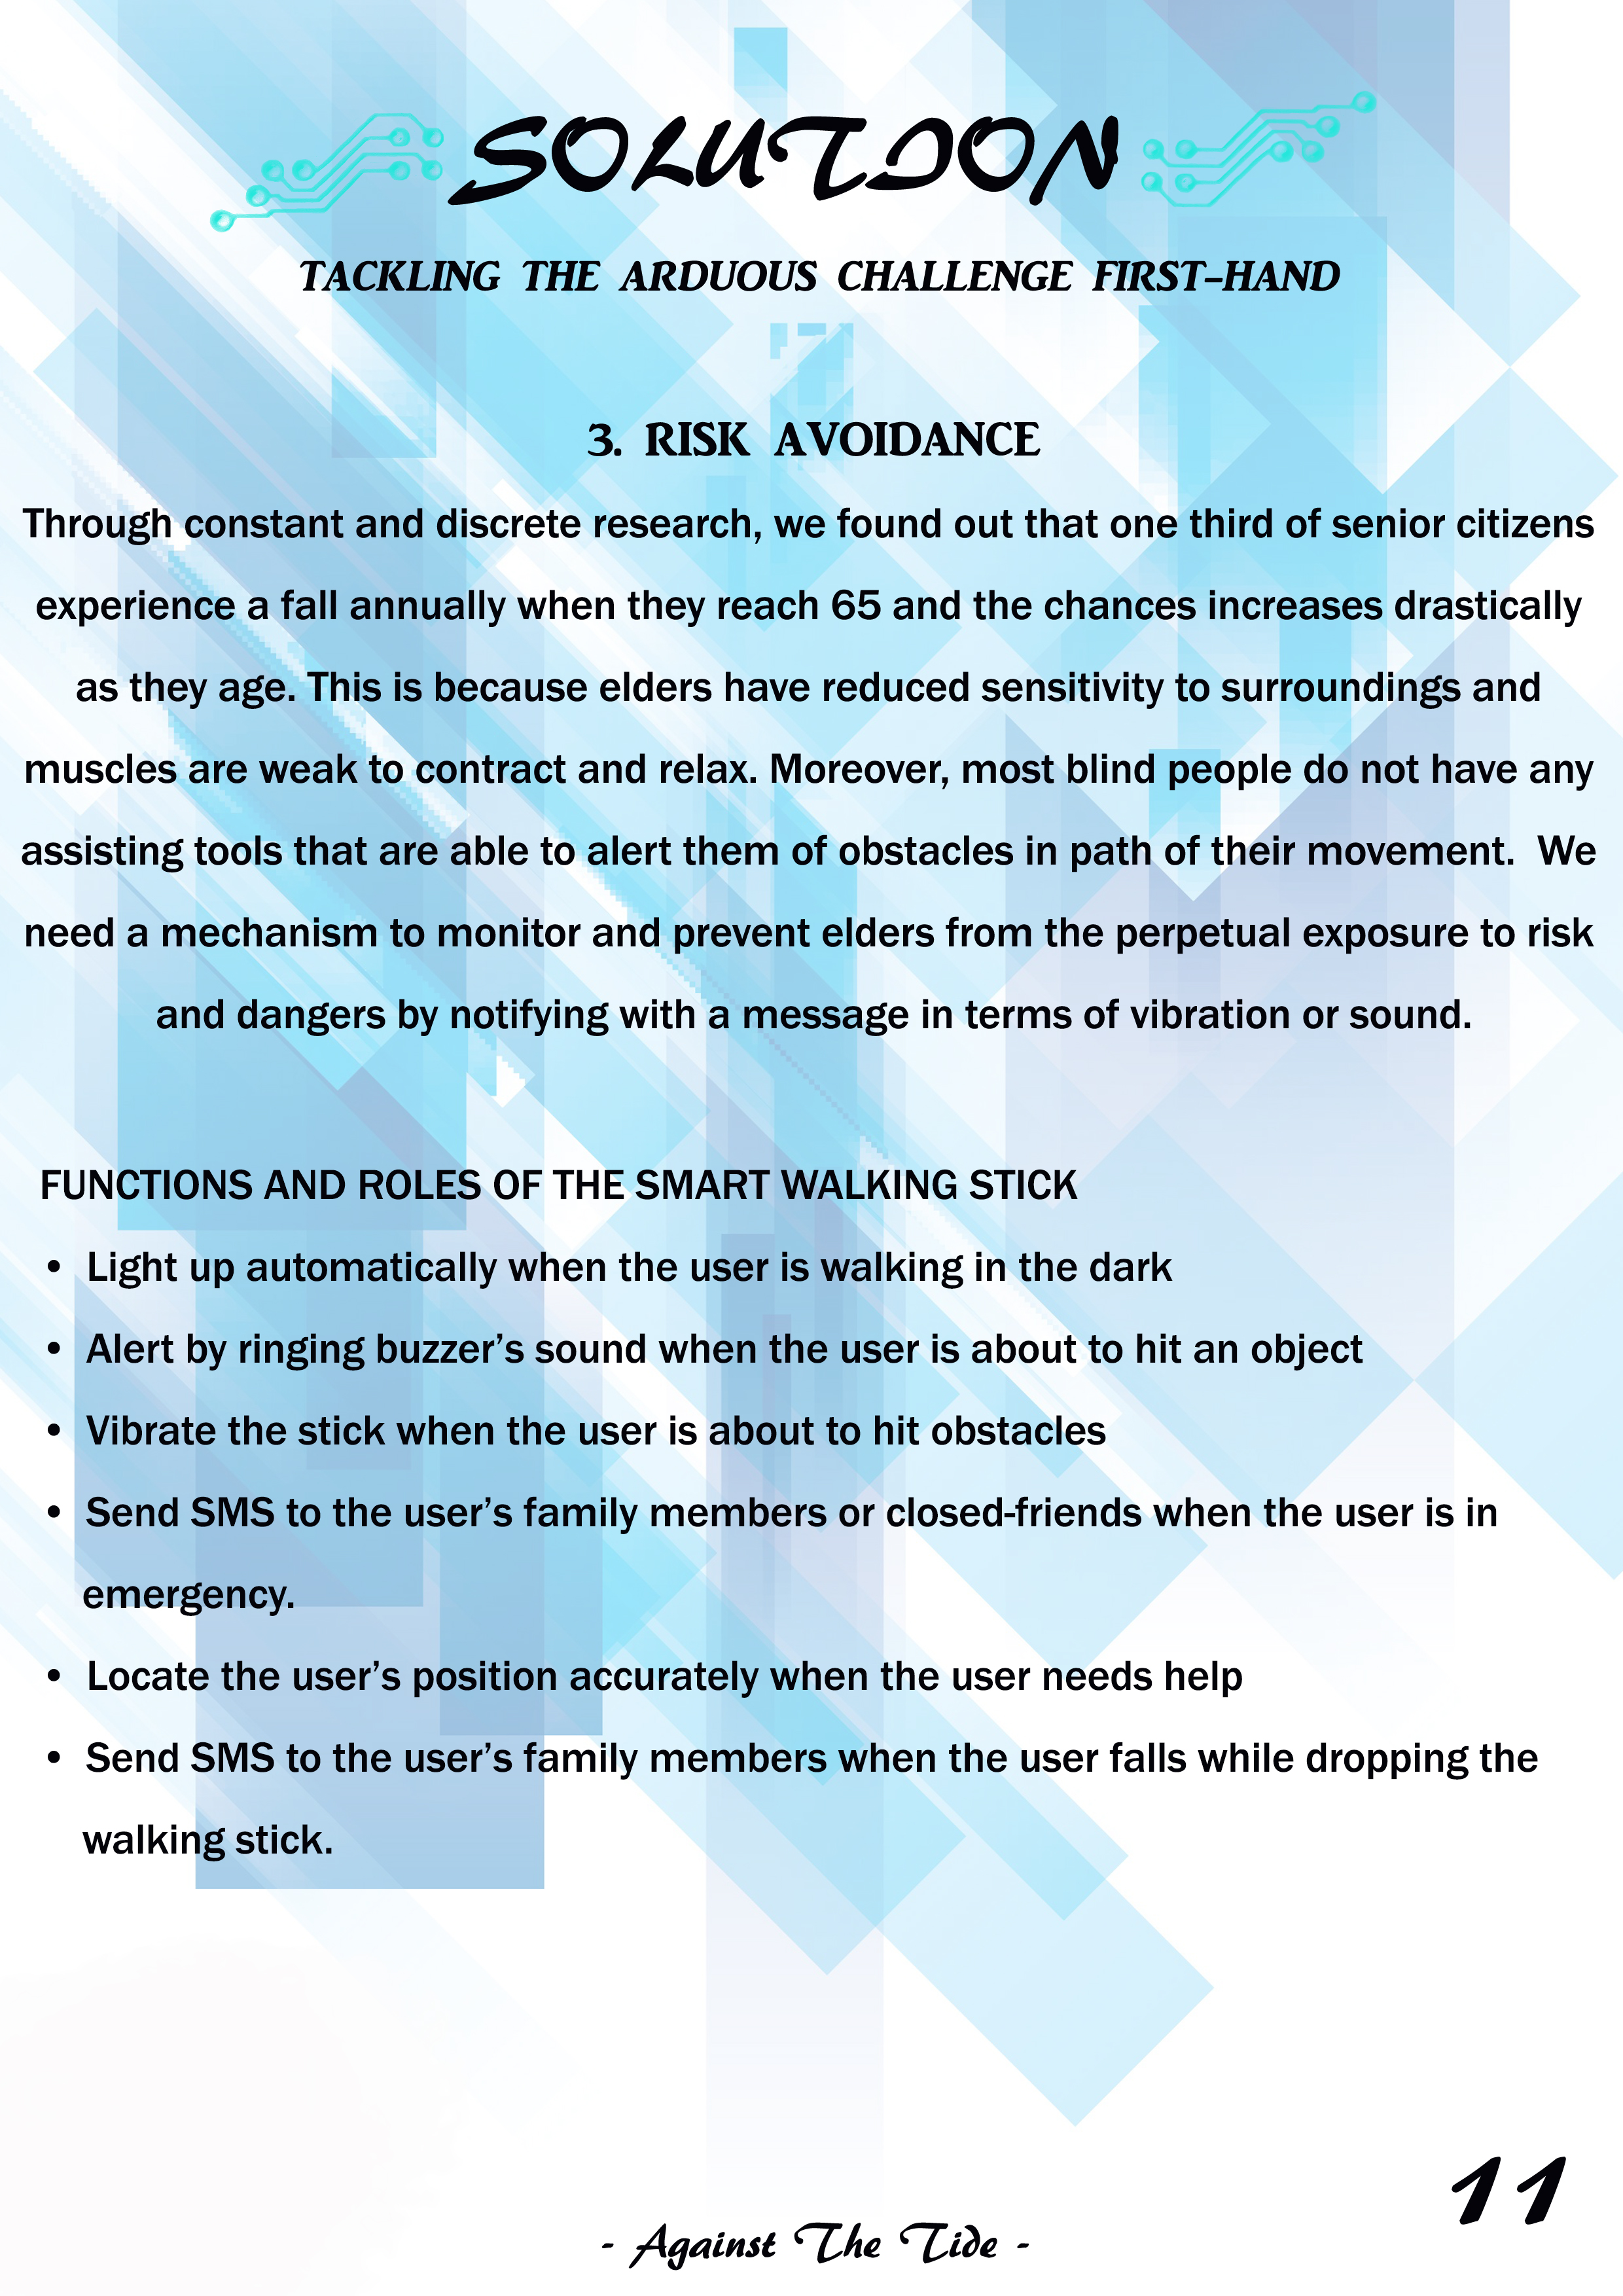 SOLUTION
TACKLING THE ARDUOUS CHALLENGE FIRST-HAND
3. RISK AVOIDANCE
Through constant and discrete research, we found out that one third of senior citizens
experience a fall annually when they reach 65 and the chances increases drastically
as they age. This is because elders have reduced sensitivity to surroundings and
muscles are weak to contract and relax. Moreover, most blind people do not have any
assisting tools that are able to alert them of obstacles in path of their movement. We
need a mechanism to monitor and prevent elders from the perpetual exposure to risk
and dangers by notifying with a message in terms of vibration or sound.
FUNCTIONS AND ROLES OF THE SMART WALKING STICK
• Light up automatically when the user is walking in the dark
• Alert by ringing buzzer’s sound when the user is about to hit an object
• Vibrate the stick when the user is about to hit obstacles
• Send SMS to the user’s family members or closed-friends when the user is in
emergency.
• Locate the user’s position accurately when the user needs help
• Send SMS to the user’s family members when the user falls while dropping the
walking stick.
11
- Against The Tide -